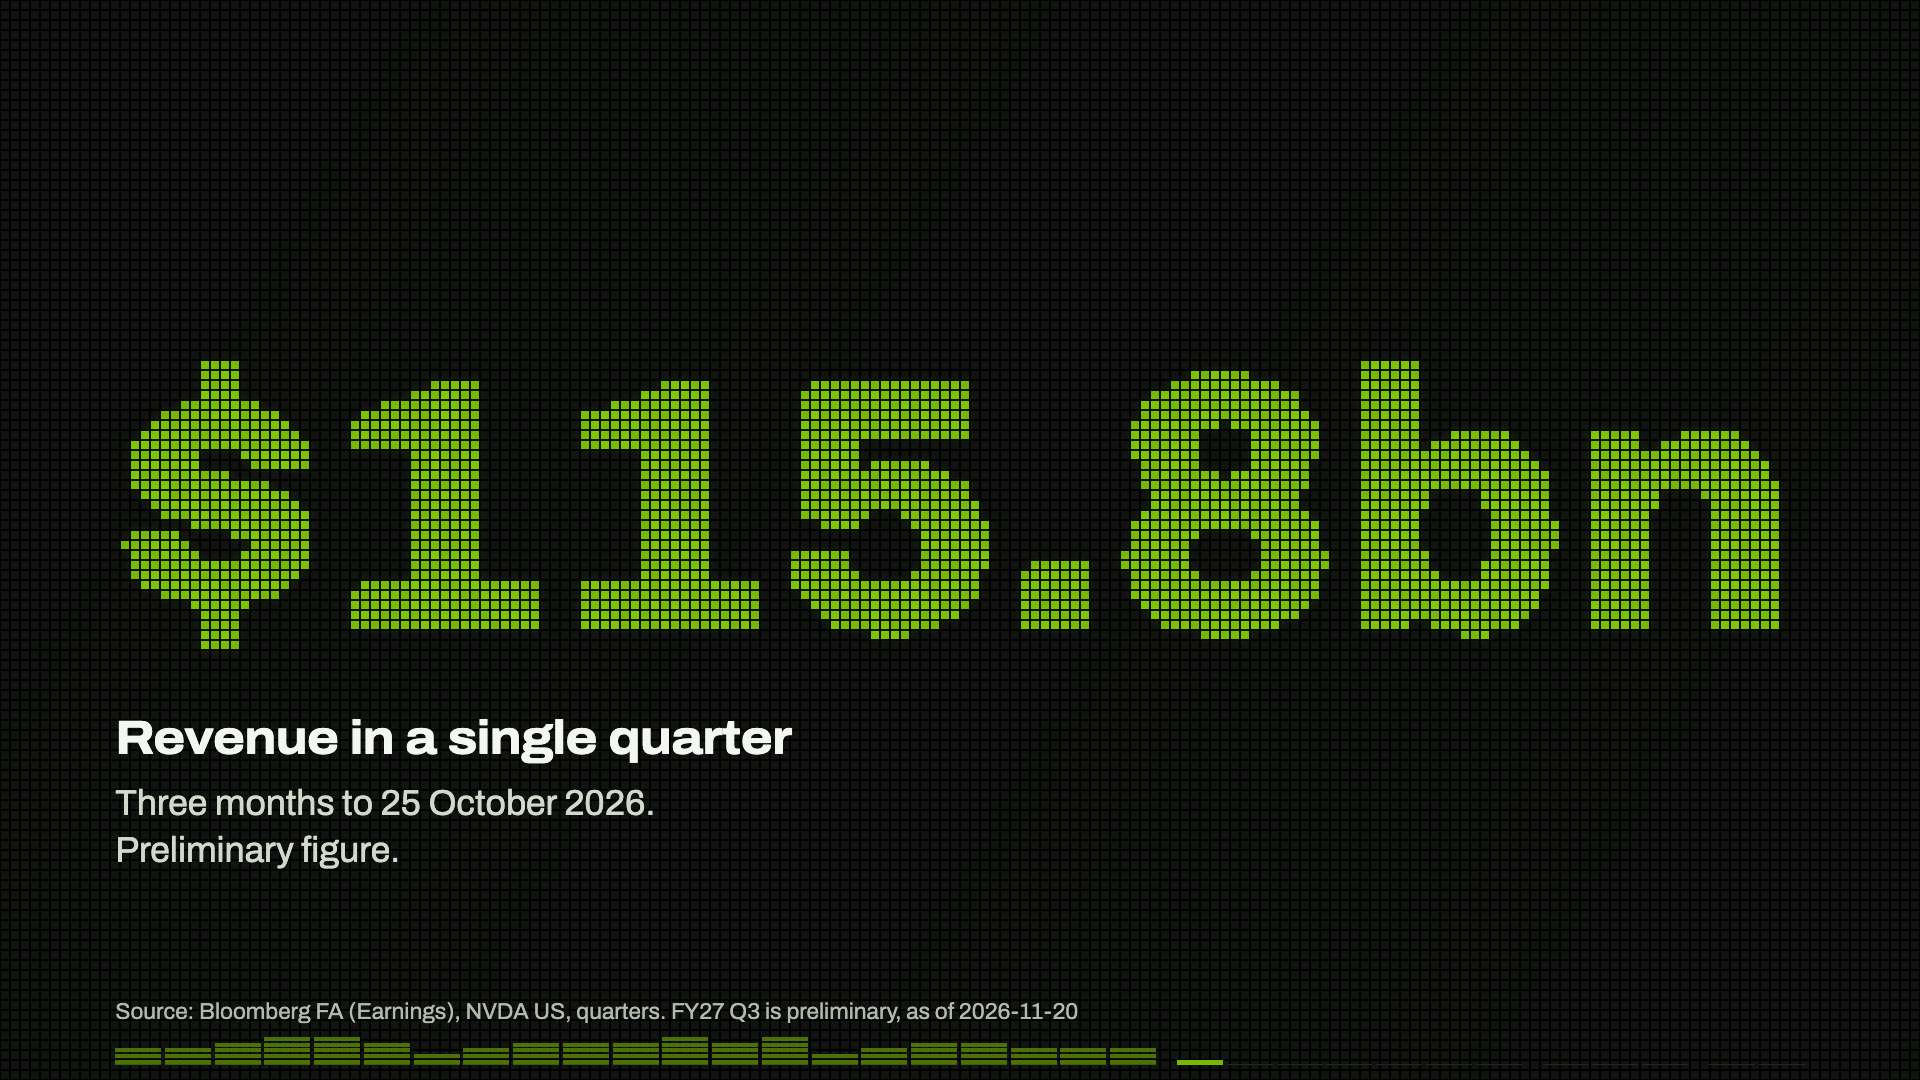 $115.8bn
Revenue in a single quarter
Three months to 25 October 2026.
Preliminary figure.
Source: Bloomberg FA (Earnings), NVDA US, quarters. FY27 Q3 is preliminary, as of 2026-11-20